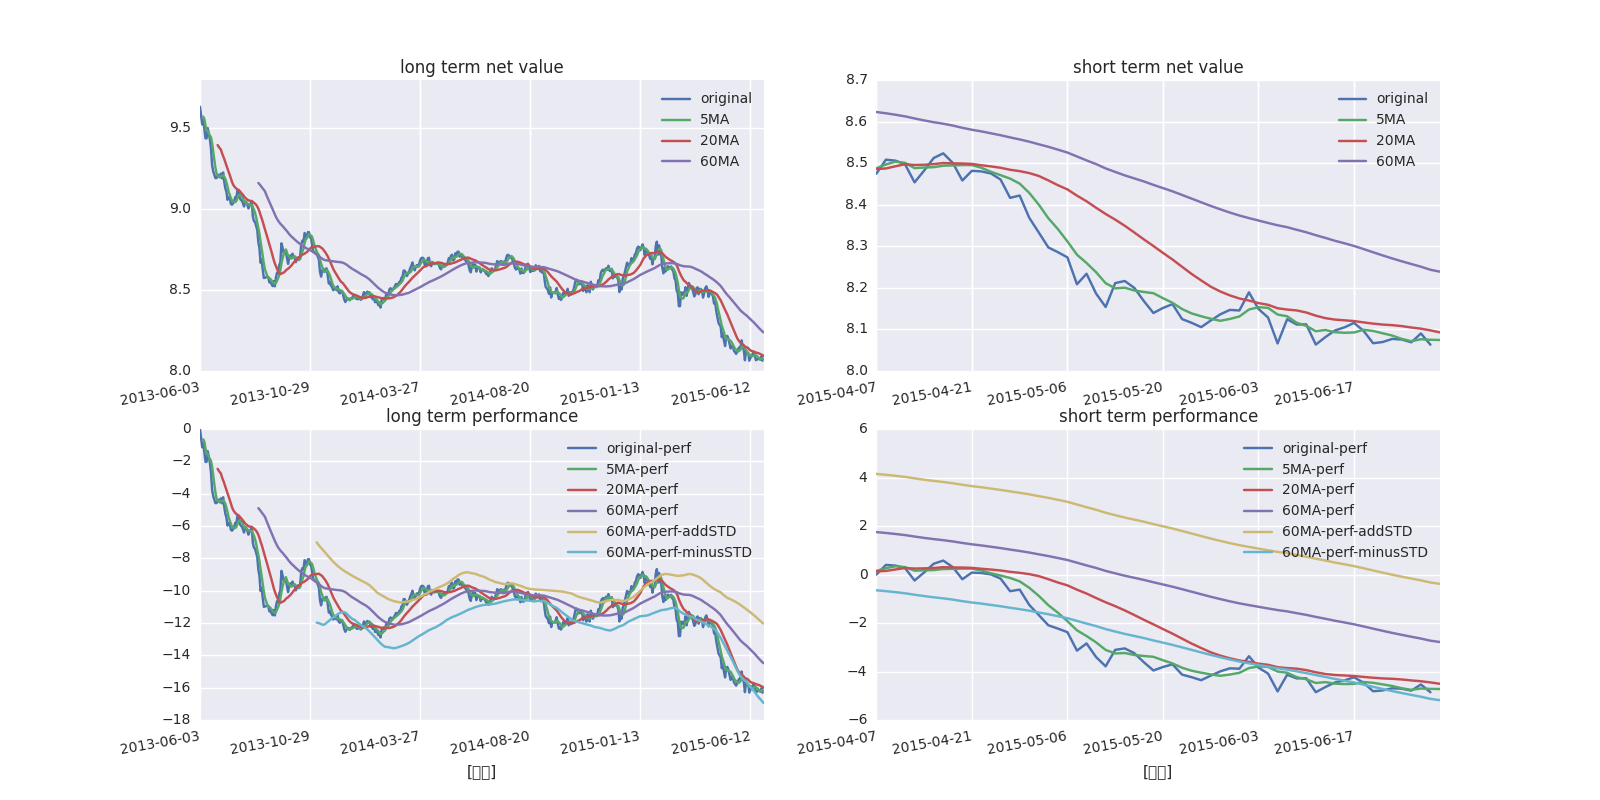 long term net value
9.5
9.0
8.5
8.0
original
5MA
20MA
60MA
2013-06-03
2013-10-29
2014-03-27
2014-08-20
2015-01-13
2015-06-12
short term net value
8.7
8.6
8.5
8.4
8.3
8.2
8.1
8.0
original
5MA
20MA
60MA
2015-04-07
2015-04-21
2015-05-06
2015-05-20
2015-06-03
2015-06-17
long term performance
0
−2
−4
−6
−8
−10
−12
−14
−16
−18
original-perf
5MA-perf
20MA-perf
60MA-perf
60MA-perf-addSTD
60MA-perf-minusSTD
2013-06-03
2013-10-29
2014-03-27
2014-08-20
2015-01-13
2015-06-12
short term performance
6
4
2
0
−2
−4
−6
original-perf
5MA-perf
20MA-perf
60MA-perf
60MA-perf-addSTD
60MA-perf-minusSTD
2015-04-07
2015-04-21
2015-05-06
2015-05-20
2015-06-03
2015-06-17